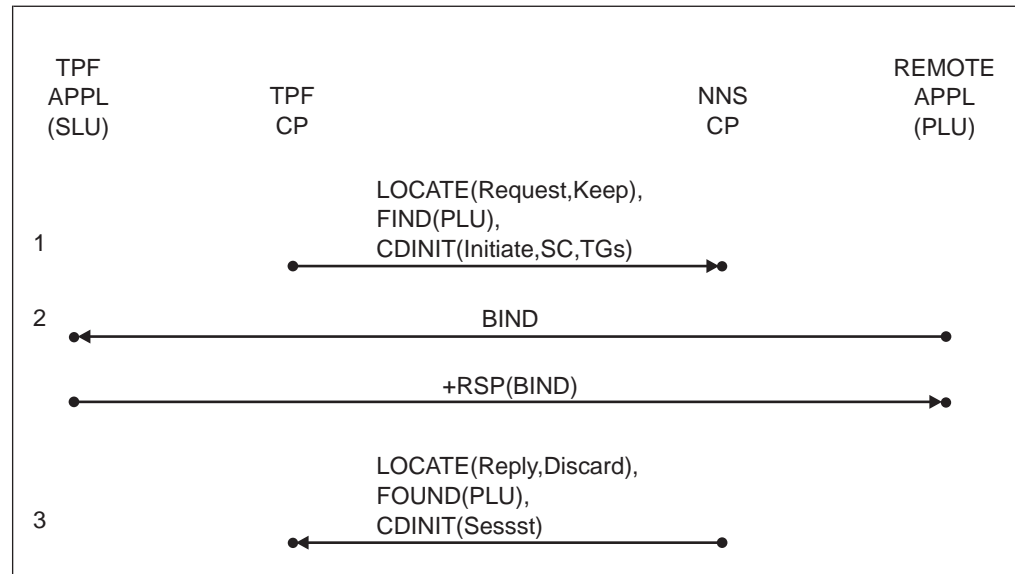 TPF
APPL
(SLU)
TPF
CP
NNS
CP
REMOTE
APPL
(PLU)
LOCATE(Request,Keep),
FIND(PLU),
1
CDINIT(Initiate,SC,TGs)
2
BIND
+RSP(BIND)
LOCATE(Reply,Discard),
FOUND(PLU),
3
CDINIT(Sessst)